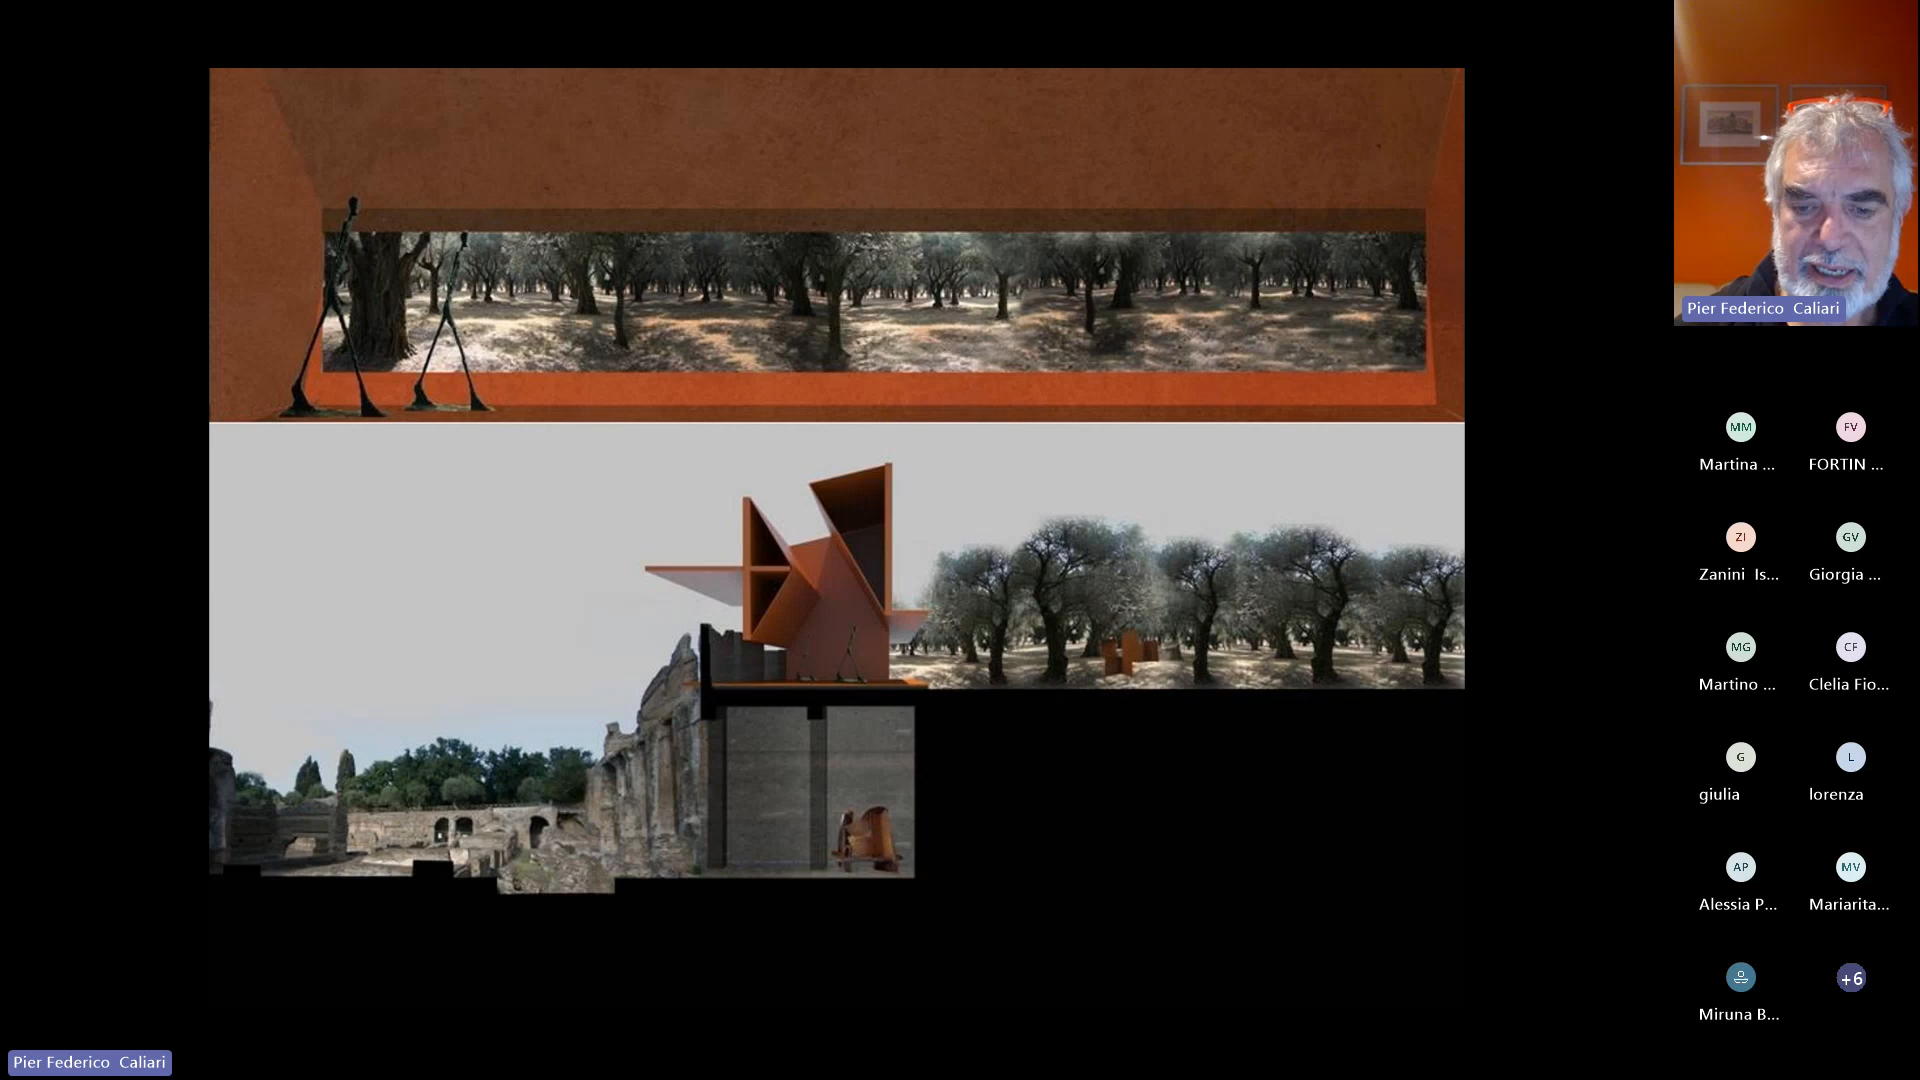 Pier Federico Caliari
MM
FV
Martina ...
FORTIN ...
ZI
GV
Zanini Is...
Giorgia ...
MG
CF
Martino ...
Clelia Fio...
G
L
giulia
lorenza
AP
MV
Alessia P...
Mariarita...
+6
Miruna B...
Pier Federico Caliari